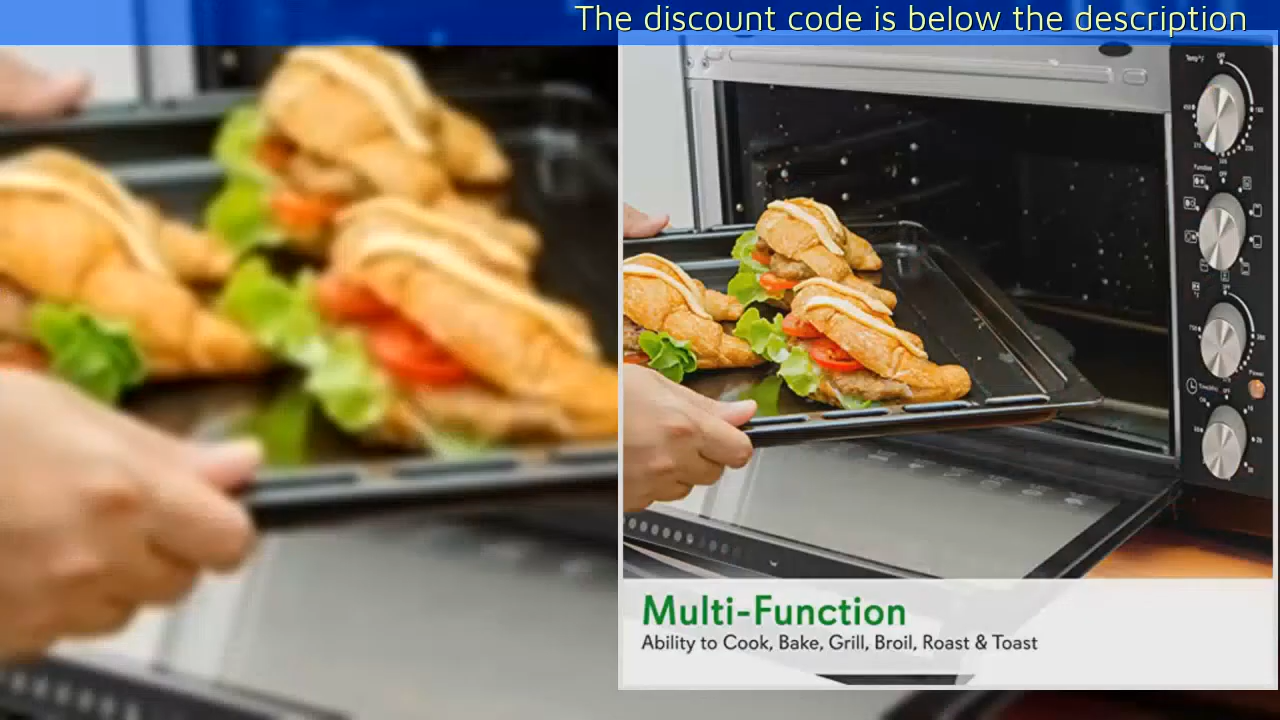 The discount code is below the description
Multi-Function
Ability to Cook, Bake, Grill, Broil, Roast & Toast